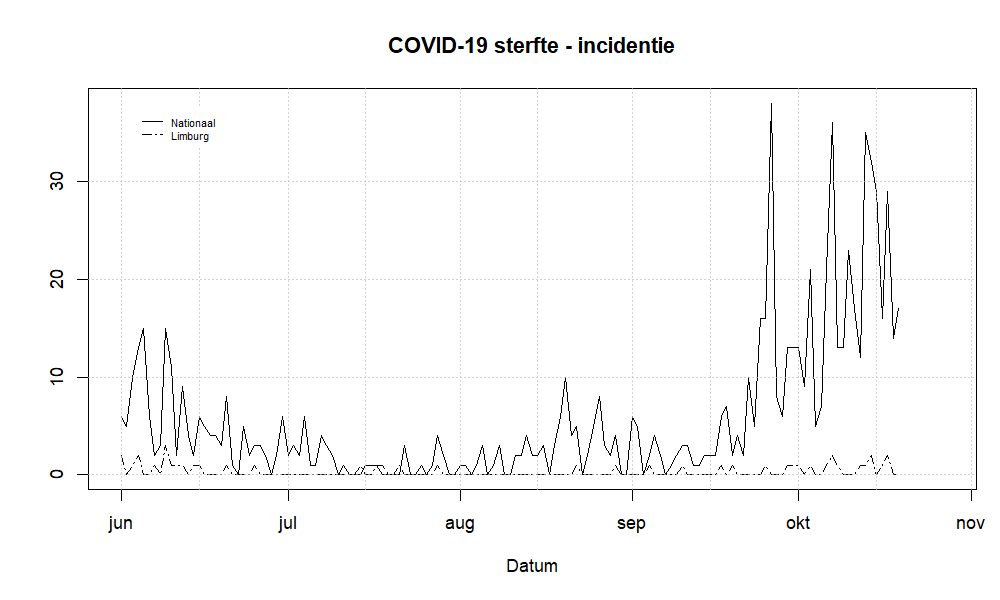 COVID-19 sterfte - incidentie
Nationaal
Limburg
30
20
10
0
jun jul aug sep okt nov
Datum